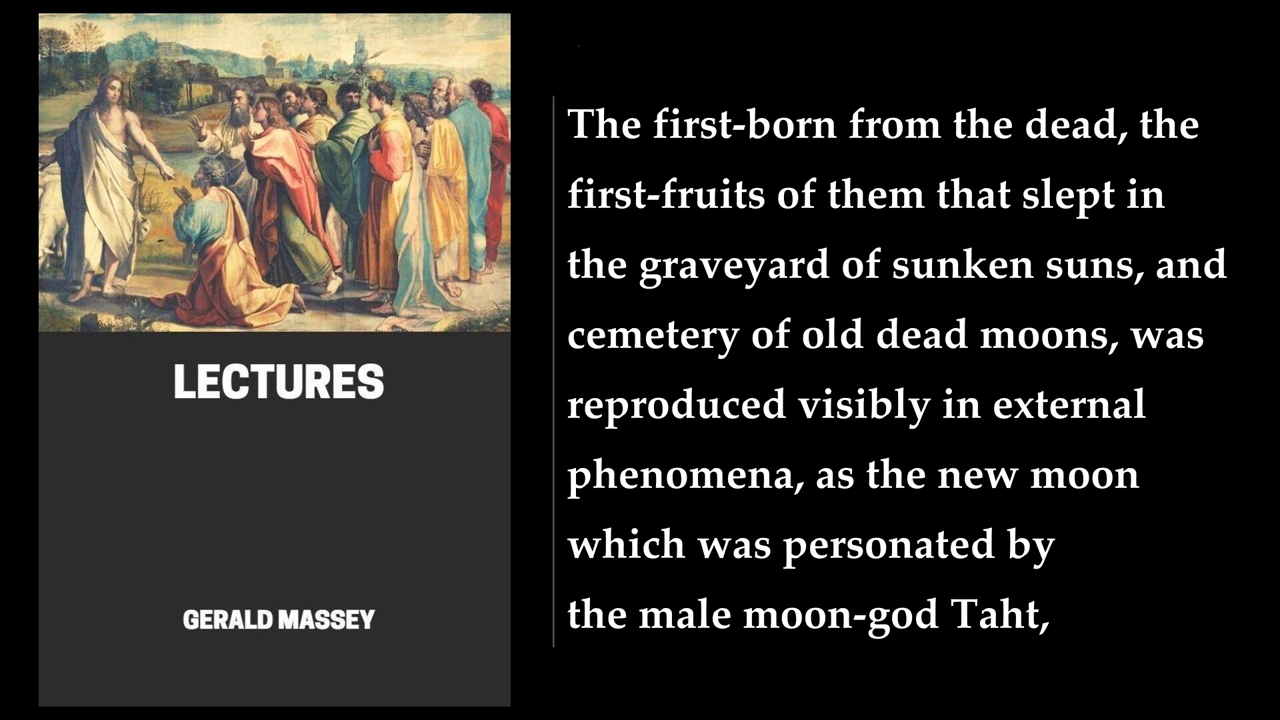 LECTURES
GERALD MASSEY
The first-born from the dead, the
first-fruits of them that slept in
the graveyard of sunken suns, and
cemetery of old dead moons, was
reproduced visibly in external
phenomena, as the new moon
which was personated by
the male moon-god Taht,